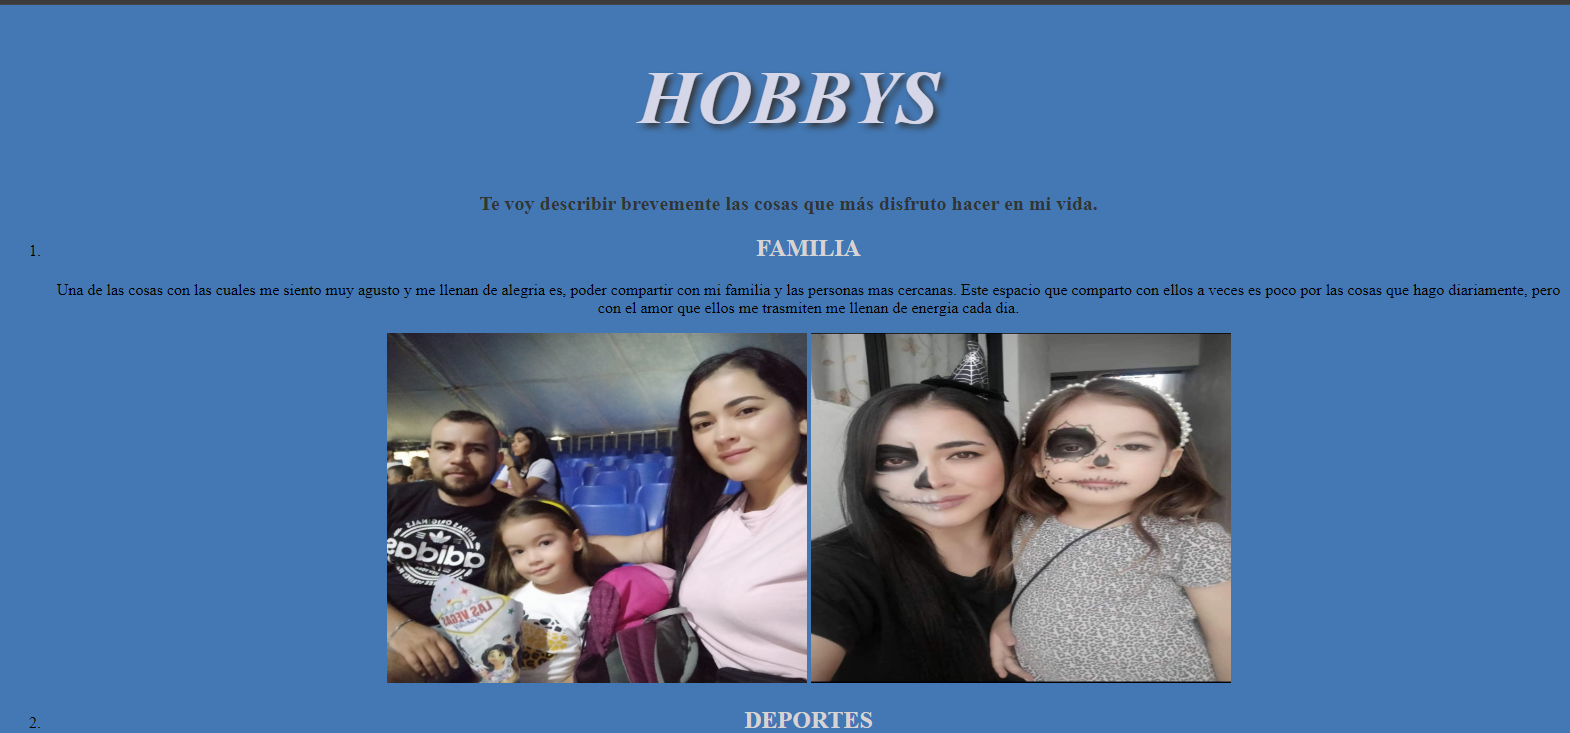 HOBBYS
Te voy describir brevemente las cosas que más disfruto hacer en mi vida.
1. FAMILIA
Una de las cosas con las cuales me siento muy agusto y me llenan de alegria es, poder compartir con mi familia y las personas mas cercanas. Este espacio que comparto con ellos a veces es poco por las cosas que hago diariamente, pero
con el amor que ellos me trasmiten me llenan de energia cada dia.
adidas
LAS VEGAS
2. DEPORTES